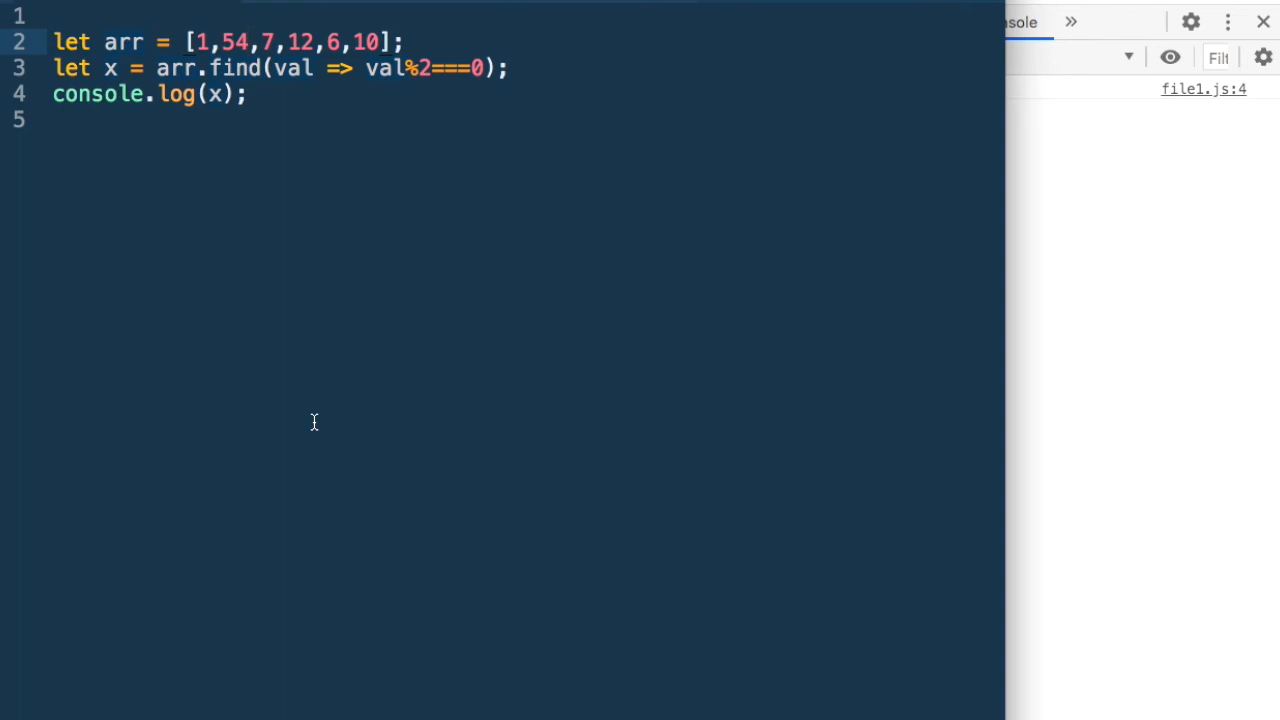 1
2 let arr = [1,54,7,12,6,10];
3 let x = arr.find(val => val%2===0);
4 console.log(x);
5
nsole »
Filt
file1.js:4